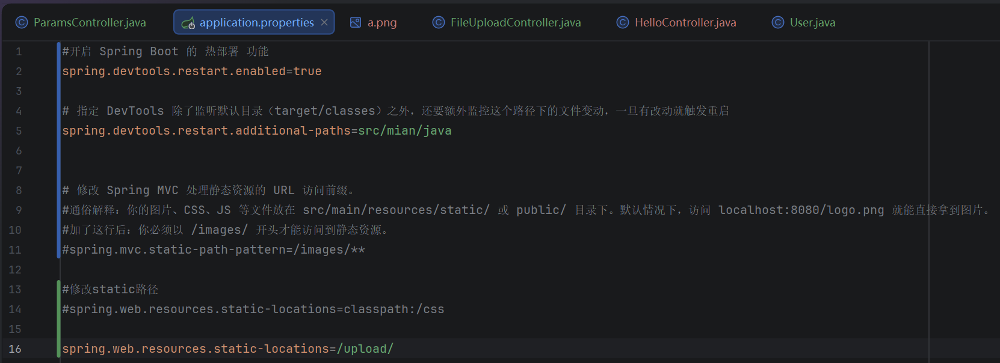 ParamsController.java application.properties a.png FileUploadController.java HelloController.java User.java
1 #开启 Spring Boot 的 热部署 功能
2 spring.devtools.restart.enabled=true
3
4 # 指定 DevTools 除了监听默认目录（target/classes）之外，还要额外监控这个路径下的文件变动，一旦有改动就触发重启
5 spring.devtools.restart.additional-paths=src/mian/java
6
7
8 # 修改 Spring MVC 处理静态资源的 URL 访问前缀。
9 #通俗解释：你的图片、CSS、JS 等文件放在 src/main/resources/static/ 或 public/ 目录下。默认情况下，访问 localhost:8080/logo.png 就能直接拿到图片。
10 #加了这行后：你必须以 /images/ 开头才能访问到静态资源。
11 #spring.mvc.static-path-pattern=/images/**
12
13 #修改static路径
14 #spring.web.resources.static-locations=classpath:/css
15
16 spring.web.resources.static-locations=/upload/